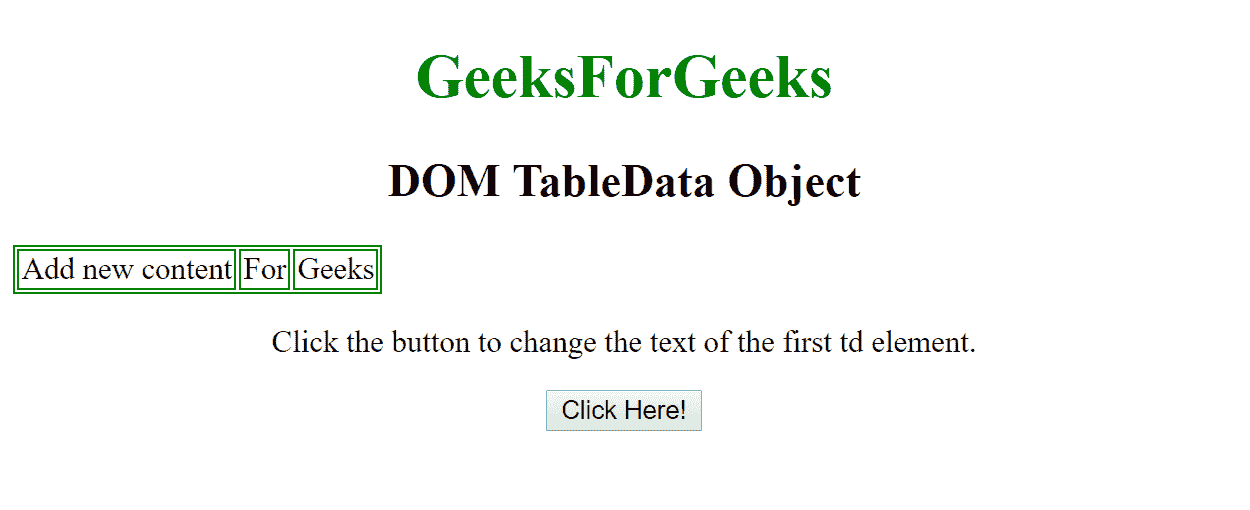 GeeksForGeeks
DOM TableData Object
Add new content For Geeks
Click the button to change the text of the first td element.
Click Here!